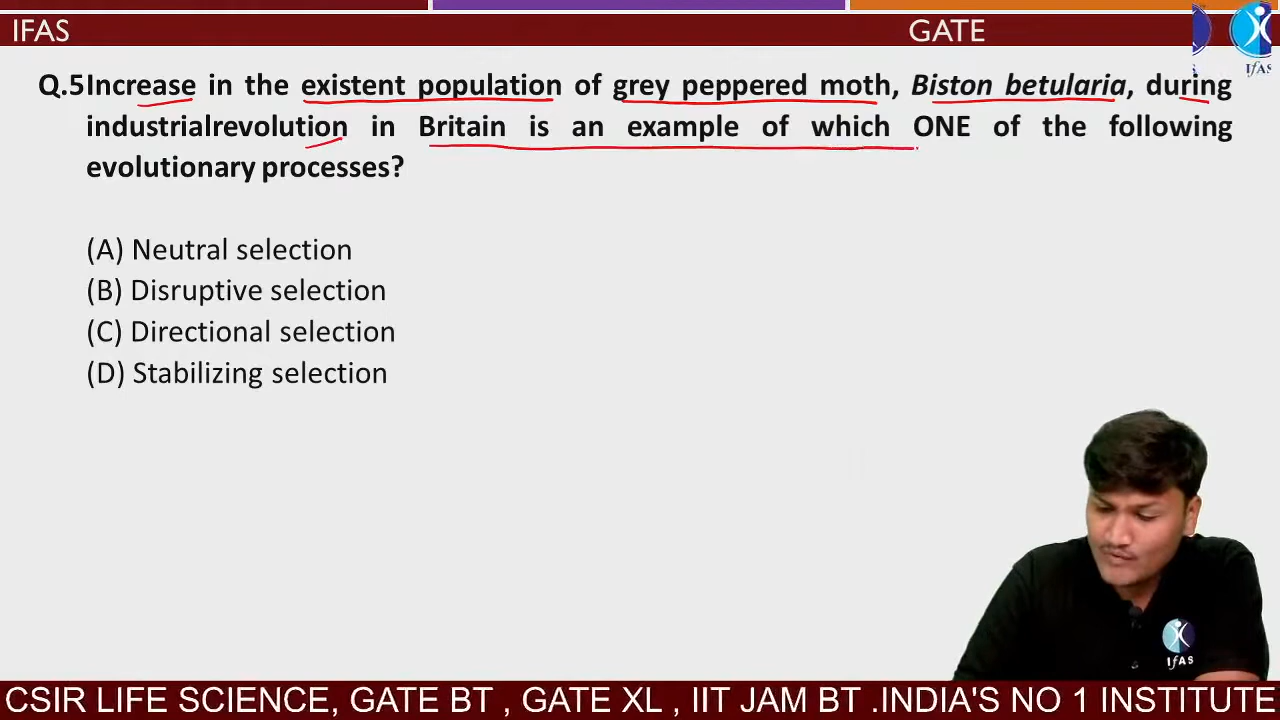 IFAS GATE
IFAS
Q.5Increase in the existent population of grey peppered moth, Biston betularia, during
industrialrevolution in Britain is an example of which ONE of the following
evolutionary processes?
(A) Neutral selection
(B) Disruptive selection
(C) Directional selection
(D) Stabilizing selection
IFAS
CSIR LIFE SCIENCE, GATE BT , GATE XL , IIT JAM BT .INDIA'S NO 1 INSTITUTE